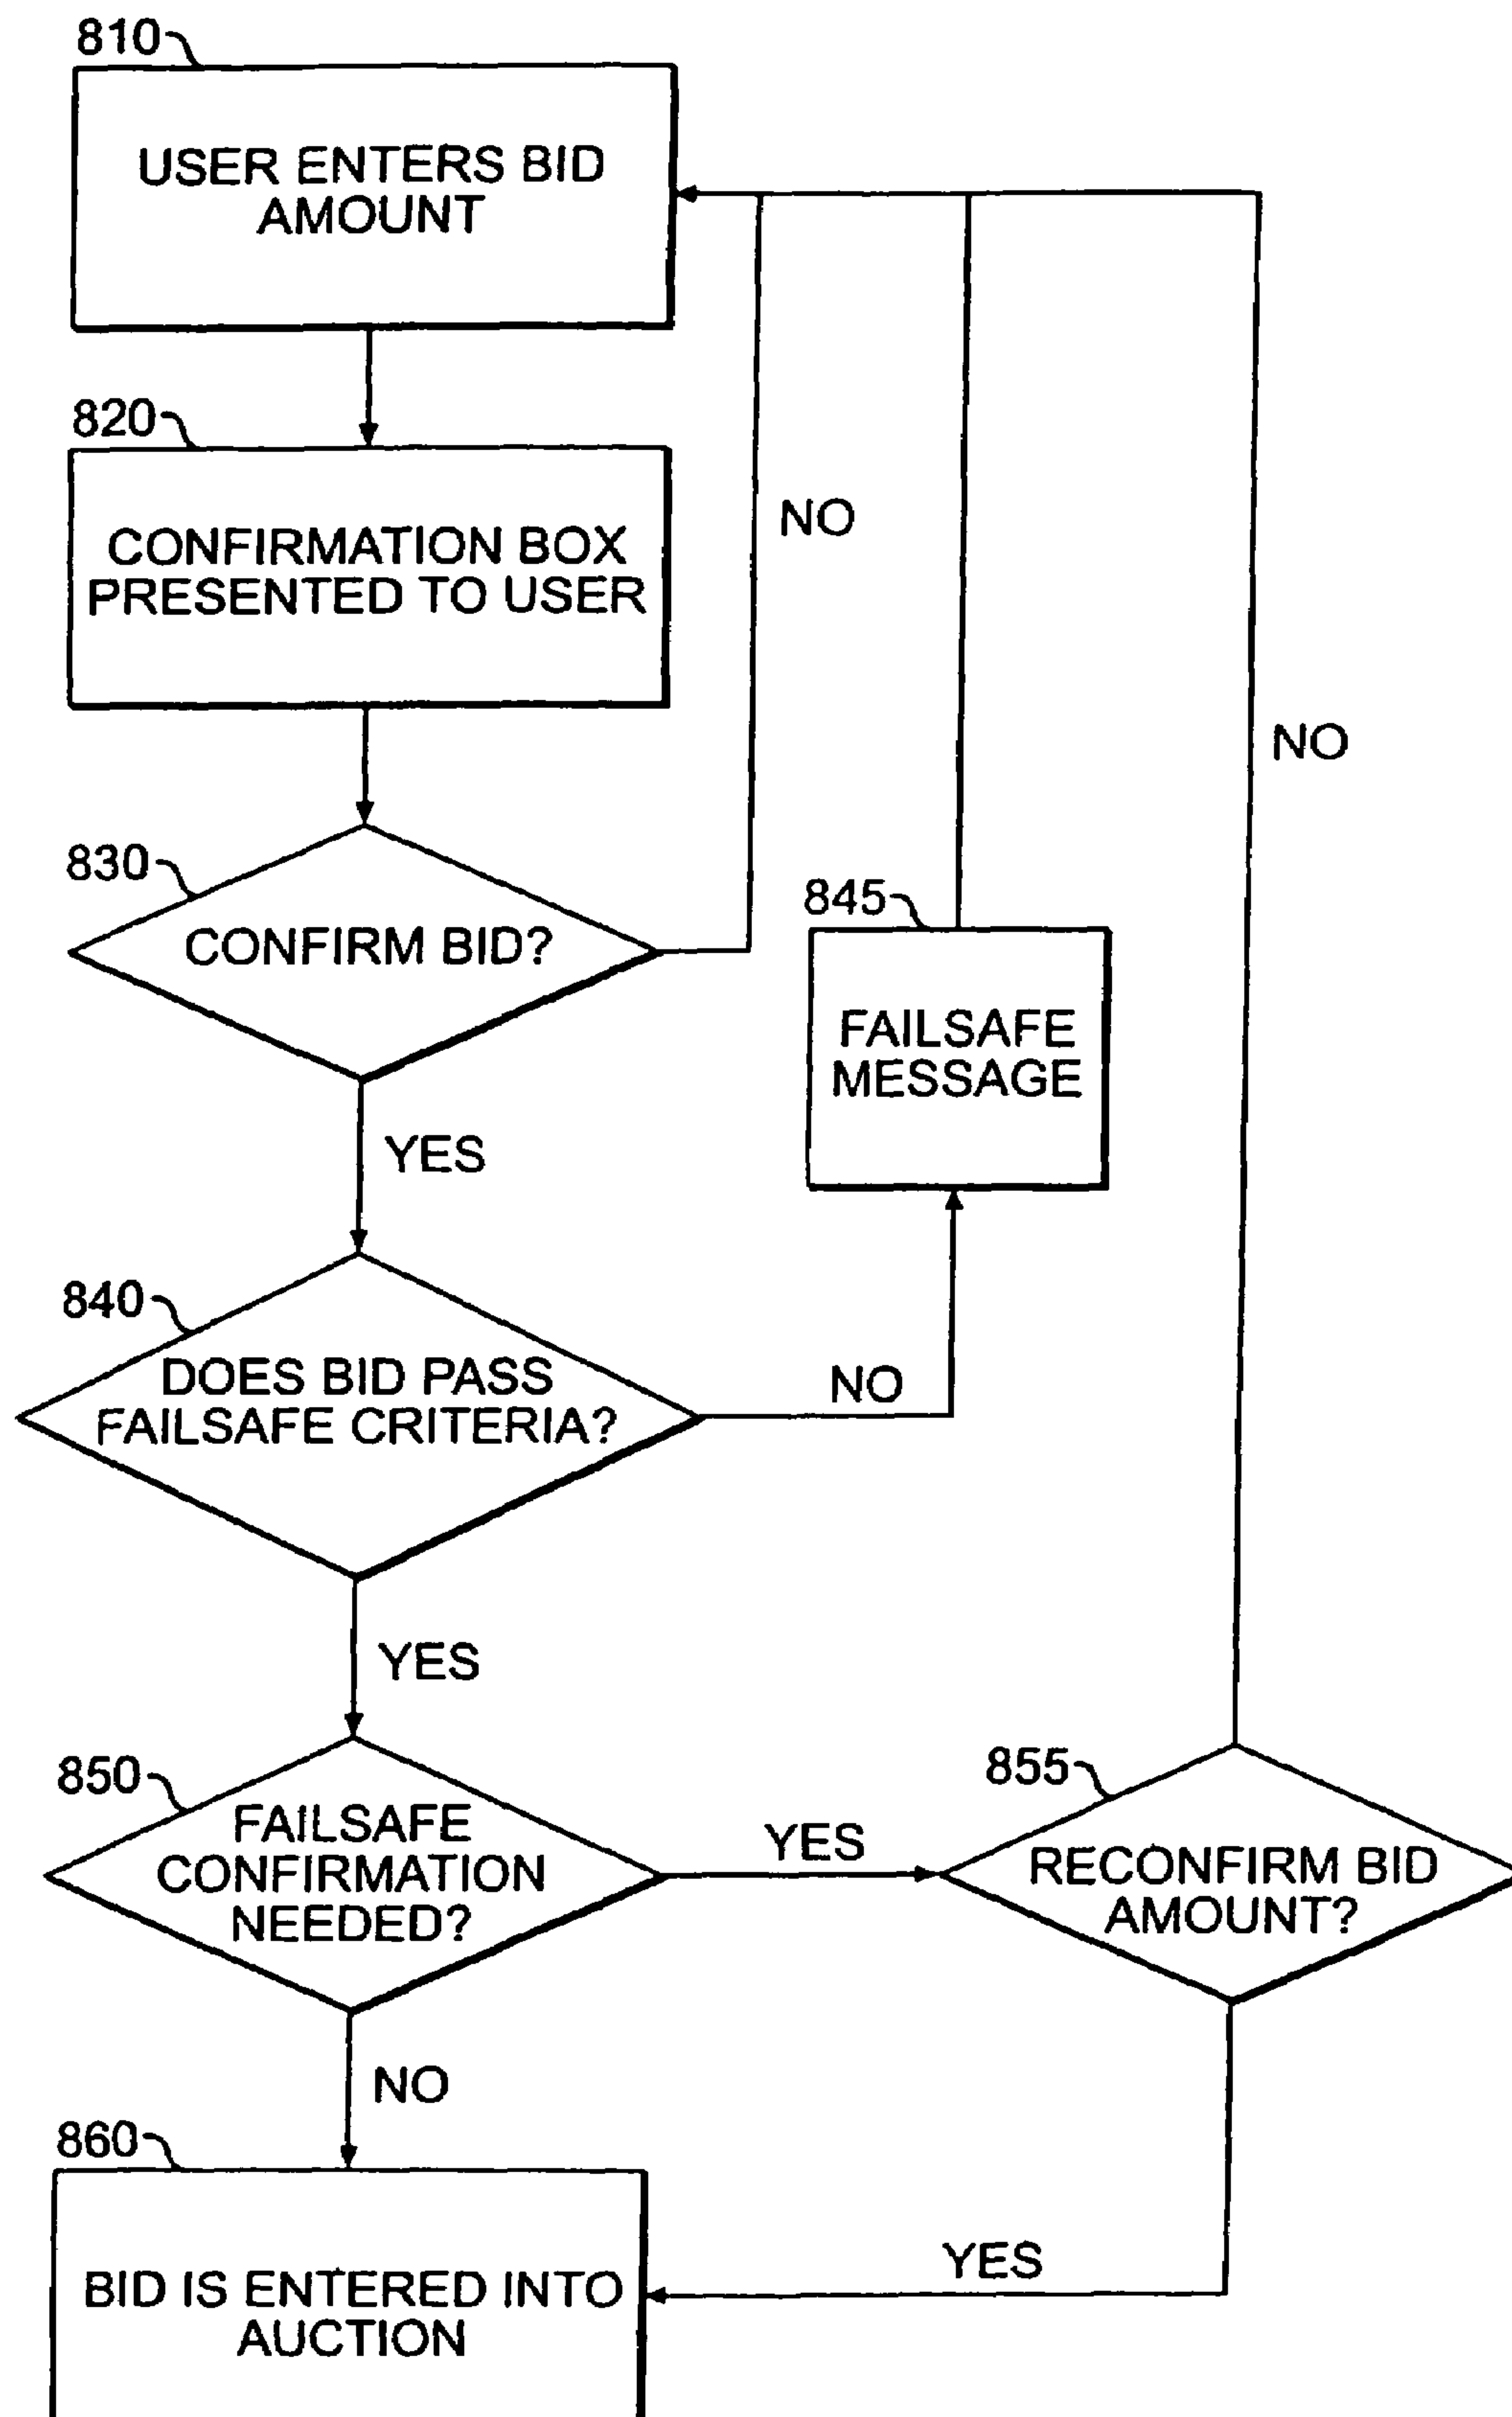 810
USER ENTERS BID
AMOUNT
820
CONFIRMATION BOX
PRESENTED TO USER
NO
NO
830
CONFIRM BID?
845
FAILSAFE
MESSAGE
YES
840
DOES BID PASS
FAILSAFE CRITERIA?
NO
YES
850
FAILSAFE
CONFIRMATION
NEEDED?
YES
855
RECONFIRM BID
AMOUNT?
NO
860
BID IS ENTERED INTO
AUCTION
YES